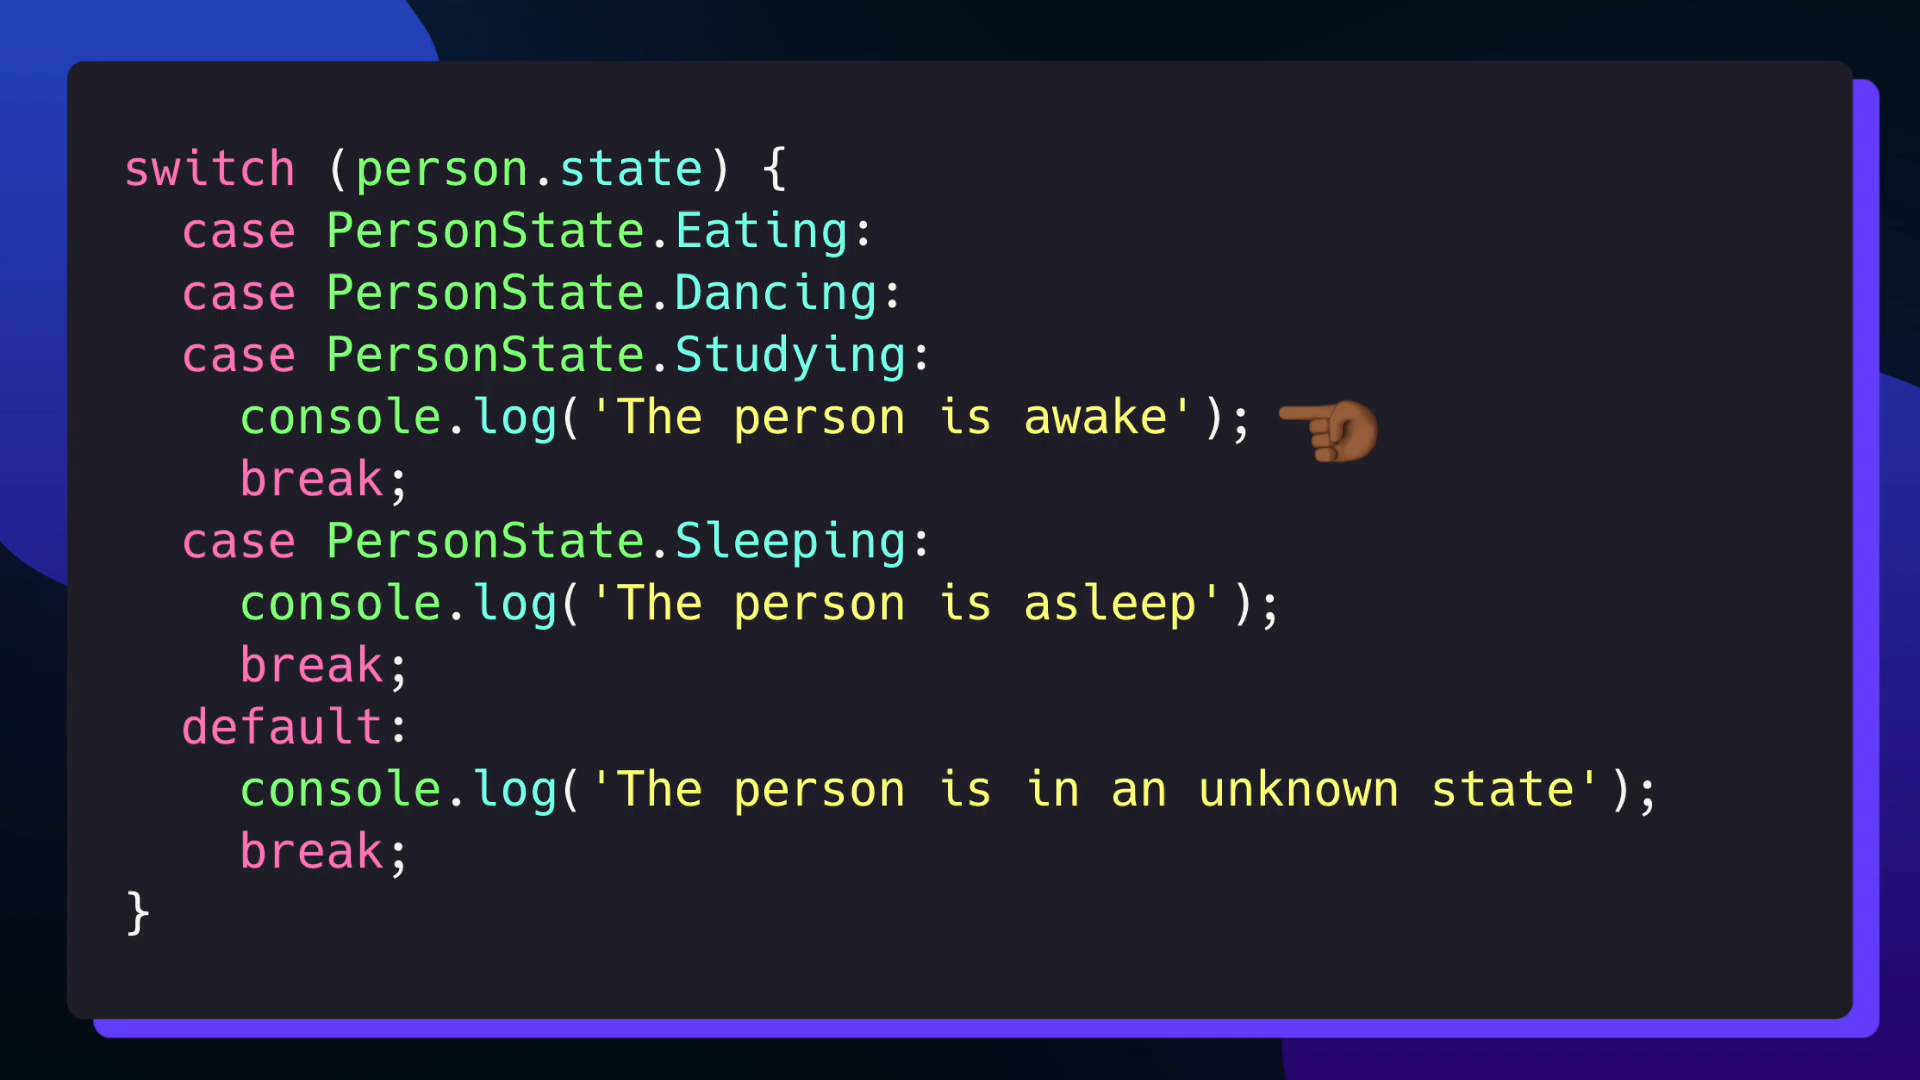 switch (person.state) {
case PersonState.Eating:
case PersonState.Dancing:
case PersonState.Studying:
console.log('The person is awake');
break;
case PersonState.Sleeping:
console.log('The person is asleep');
break;
default:
console.log('The person is in an unknown state');
break;
}